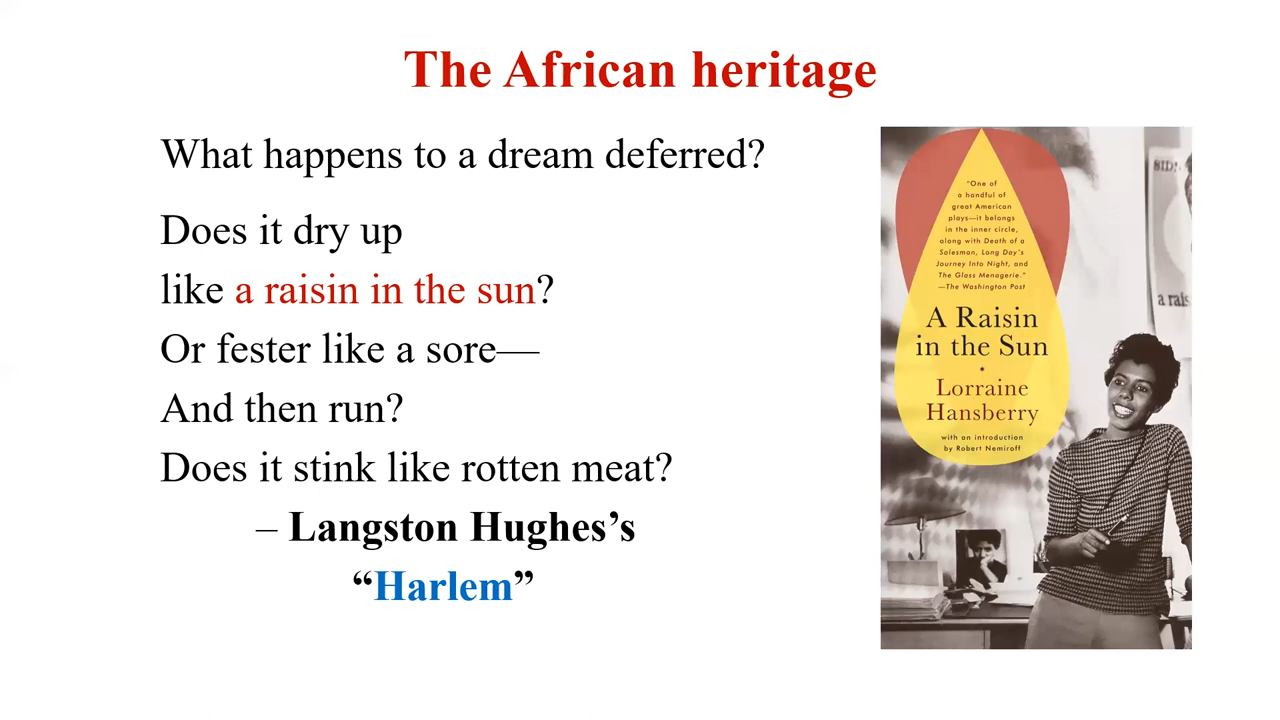 The African heritage
What happens to a dream deferred?
Does it dry up
like a raisin in the sun?
Or fester like a sore—
And then run?
Does it stink like rotten meat?
– Langston Hughes’s
“Harlem”
"One of
a handful of
great American
plays—it belongs
in the inner circle,
along with Death of a
Salesman, Long Day's
Journey Into Night, and
The Glass Menagerie."
—The Washington Post
A Raisin
in the Sun
•
Lorraine
Hansberry
with an introduction
by Robert Nemiroff
a rais